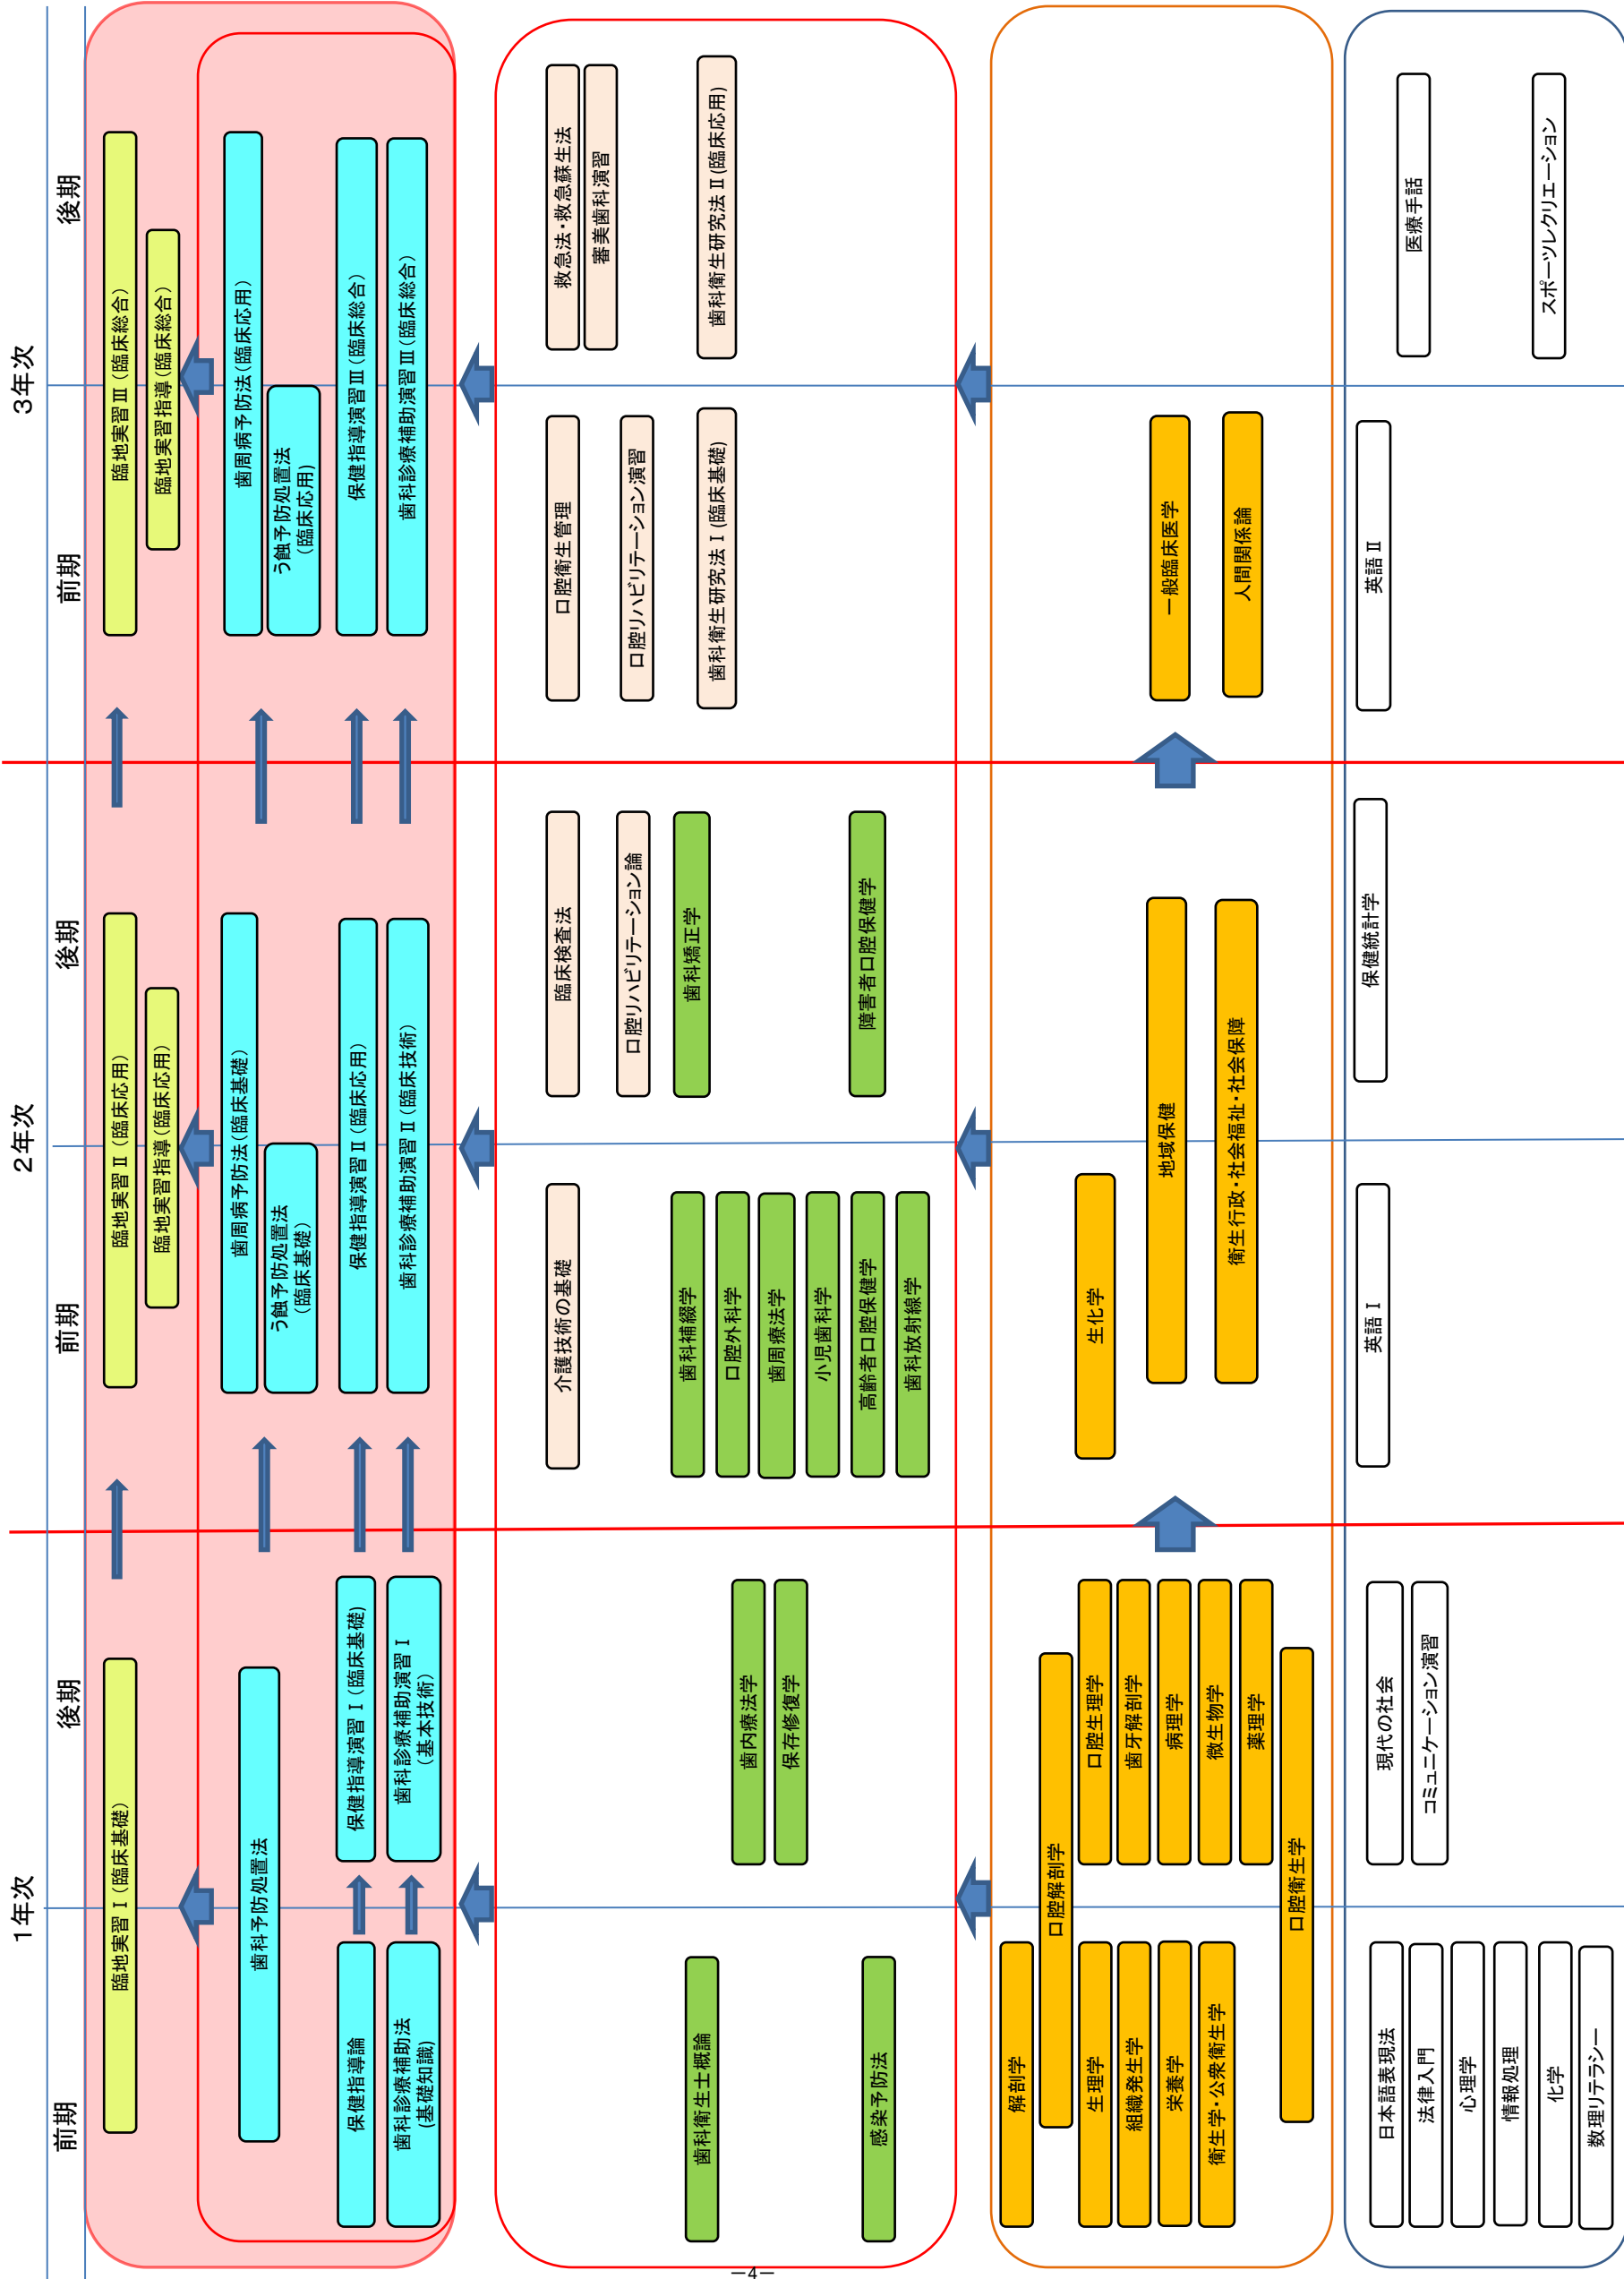 1年次
2年次
3年次
前期
後期
前期
後期
前期
後期
臨地実習Ⅰ（臨床基礎）
臨地実習Ⅱ（臨床応用）
臨地実習指導（臨床応用）
臨地実習Ⅲ（臨床総合）
臨地実習指導（臨床総合）
歯科予防処置法
歯周病予防法（臨床基礎）
う蝕予防処置法
（臨床基礎）
歯周病予防法（臨床応用）
う蝕予防処置法
（臨床応用）
保健指導論
保健指導演習Ⅰ（臨床基礎）
保健指導演習Ⅱ（臨床応用）
保健指導演習Ⅲ（臨床総合）
歯科診療補助法
（基礎知識）
歯科診療補助演習Ⅰ
（基本技術）
歯科診療補助演習Ⅱ（臨床技術）
歯科診療補助演習Ⅲ（臨床総合）
介護技術の基礎
臨床検査法
口腔衛生管理
救急法・救急蘇生法
審美歯科演習
口腔リハビリテーション論
口腔リハビリテーション演習
歯科衛生研究法Ⅰ（臨床基礎）
歯科衛生研究法Ⅱ（臨床応用）
歯科衛生士概論
歯科補綴学
歯科矯正学
口腔外科学
歯内療法学
歯周療法学
保存修復学
小児歯科学
感染予防法
高齢者口腔保健学
障害者口腔保健学
歯科放射線学
解剖学
口腔解剖学
生理学
口腔生理学
生化学
組織発生学
歯牙解剖学
栄養学
病理学
地域保健
一般臨床医学
衛生学・公衆衛生学
微生物学
衛生行政・社会福祉・社会保障
人間関係論
薬理学
口腔衛生学
日本語表現法
現代の社会
英語Ⅰ
保健統計学
英語Ⅱ
医療手話
法律入門
コミュニケーション演習
心理学
情報処理
化学
スポーツレクリエーション
数理リテラシー
－4－